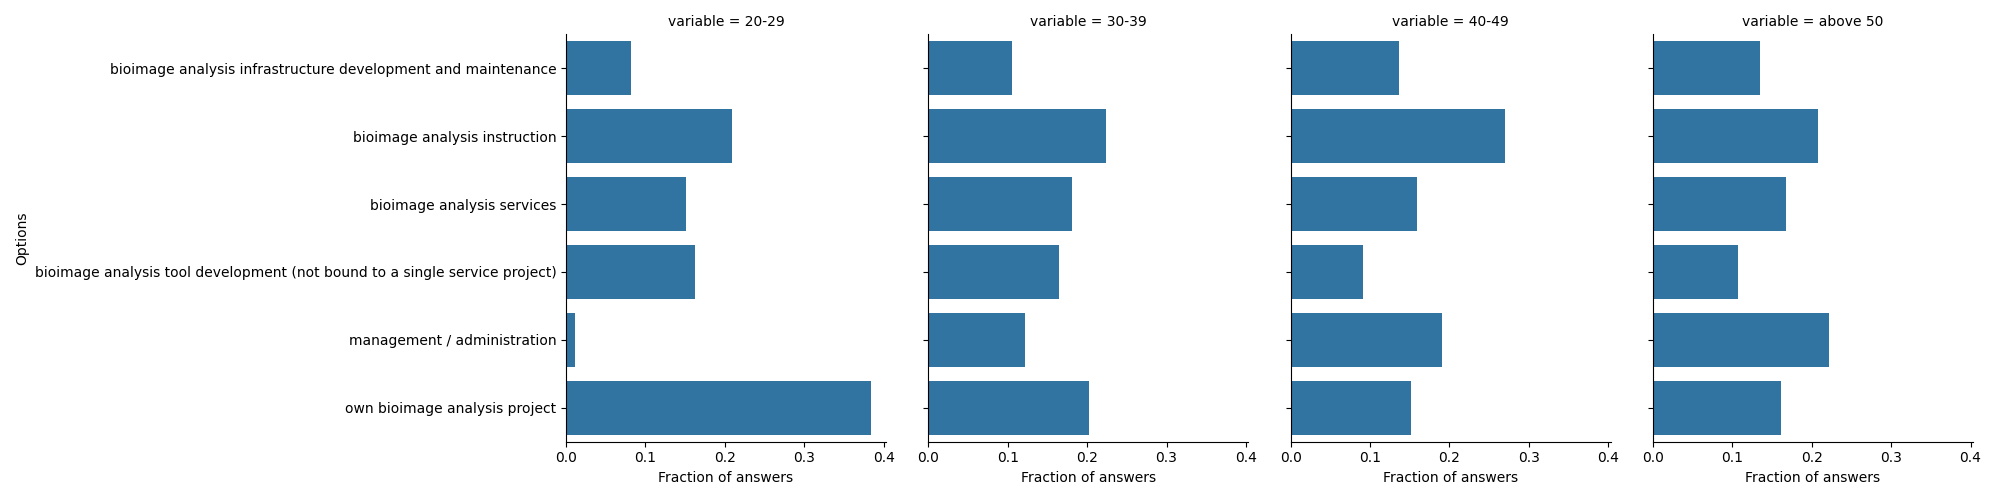 variable = 20-29
variable = 30-39
variable = 40-49
variable = above 50
Options
bioimage analysis infrastructure development and maintenance
bioimage analysis instruction
bioimage analysis services
bioimage analysis tool development (not bound to a single service project)
management / administration
own bioimage analysis project
0.0 0.1 0.2 0.3 0.4
0.0 0.1 0.2 0.3 0.4
0.0 0.1 0.2 0.3 0.4
0.0 0.1 0.2 0.3 0.4
Fraction of answers
Fraction of answers
Fraction of answers
Fraction of answers